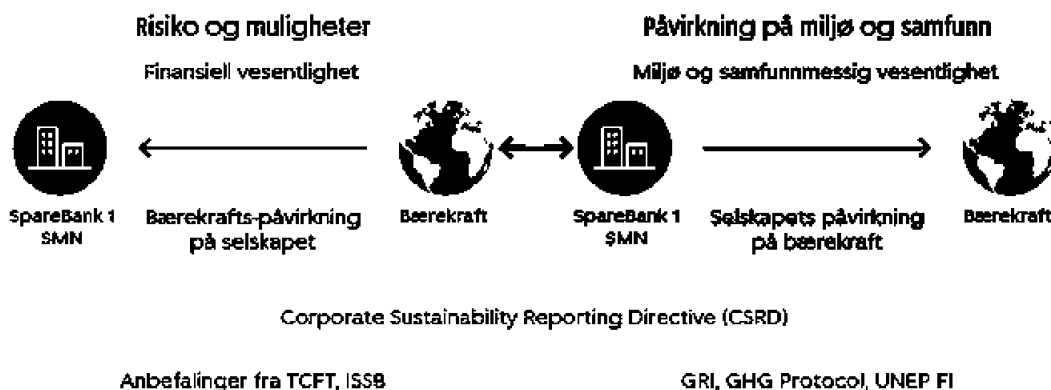 Risiko og muligheter
Finansiell vesentlighet
SpareBank 1
SMN
Bærekrafts-påvirkning
på selskapet
Bærekraft
Påvirkning på miljø og samfunn
Miljø og samfunnmessig vesentlighet
SpareBank 1
SMN
Selskapets påvirkning
på bærekraft
Bærekraft
Corporate Sustainability Reporting Directive (CSRD)
Anbefalinger fra TCFT, ISSB
GRI, GHG Protocol, UNEP FI